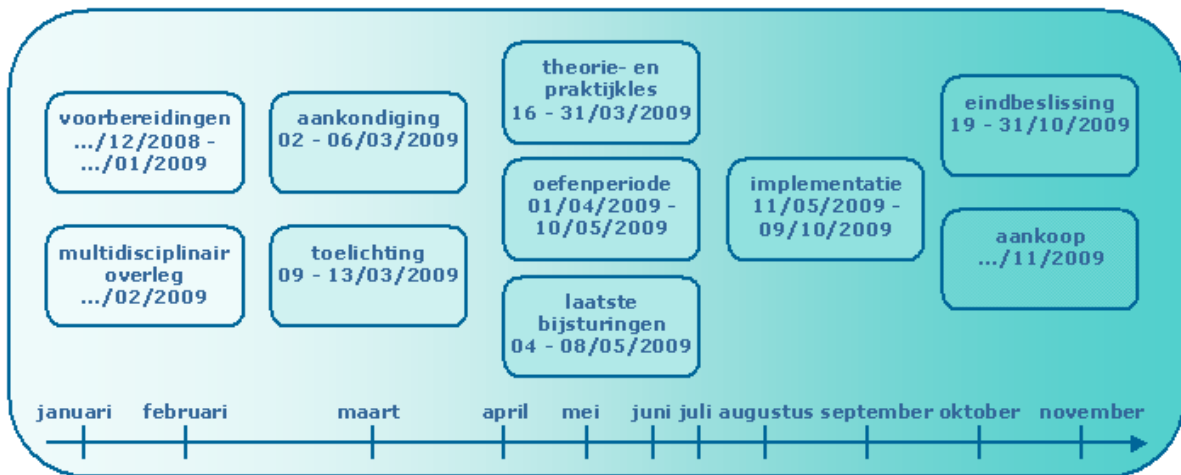 voorbereidingen
.../12/2008 -
.../01/2009
multidisciplinair
overleg
.../02/2009
aankondiging
02 - 06/03/2009
toelichting
09 - 13/03/2009
theorie- en
praktijkles
16 - 31/03/2009
oefenperiode
01/04/2009 -
10/05/2009
laatste
bijsturingen
04 - 08/05/2009
implementatie
11/05/2009 -
09/10/2009
eindbeslissing
19 - 31/10/2009
aankoop
.../11/2009
januari februari maart april mei juni juli augustus september oktober november